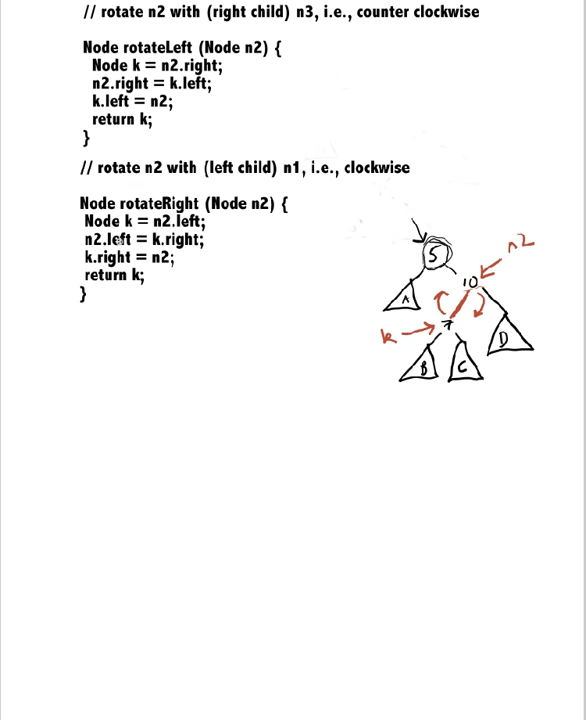 // rotate n2 with (right child) n3, i.e., counter clockwise
Node rotateLeft (Node n2) {
Node k = n2.right;
n2.right = k.left;
k.left = n2;
return k;
}
// rotate n2 with (left child) n1, i.e., clockwise
Node rotateRight (Node n2) {
Node k = n2.left;
n2.left = k.right;
k.right = n2;
return k;
}
n2
5
10
A
k
7
D
B
C